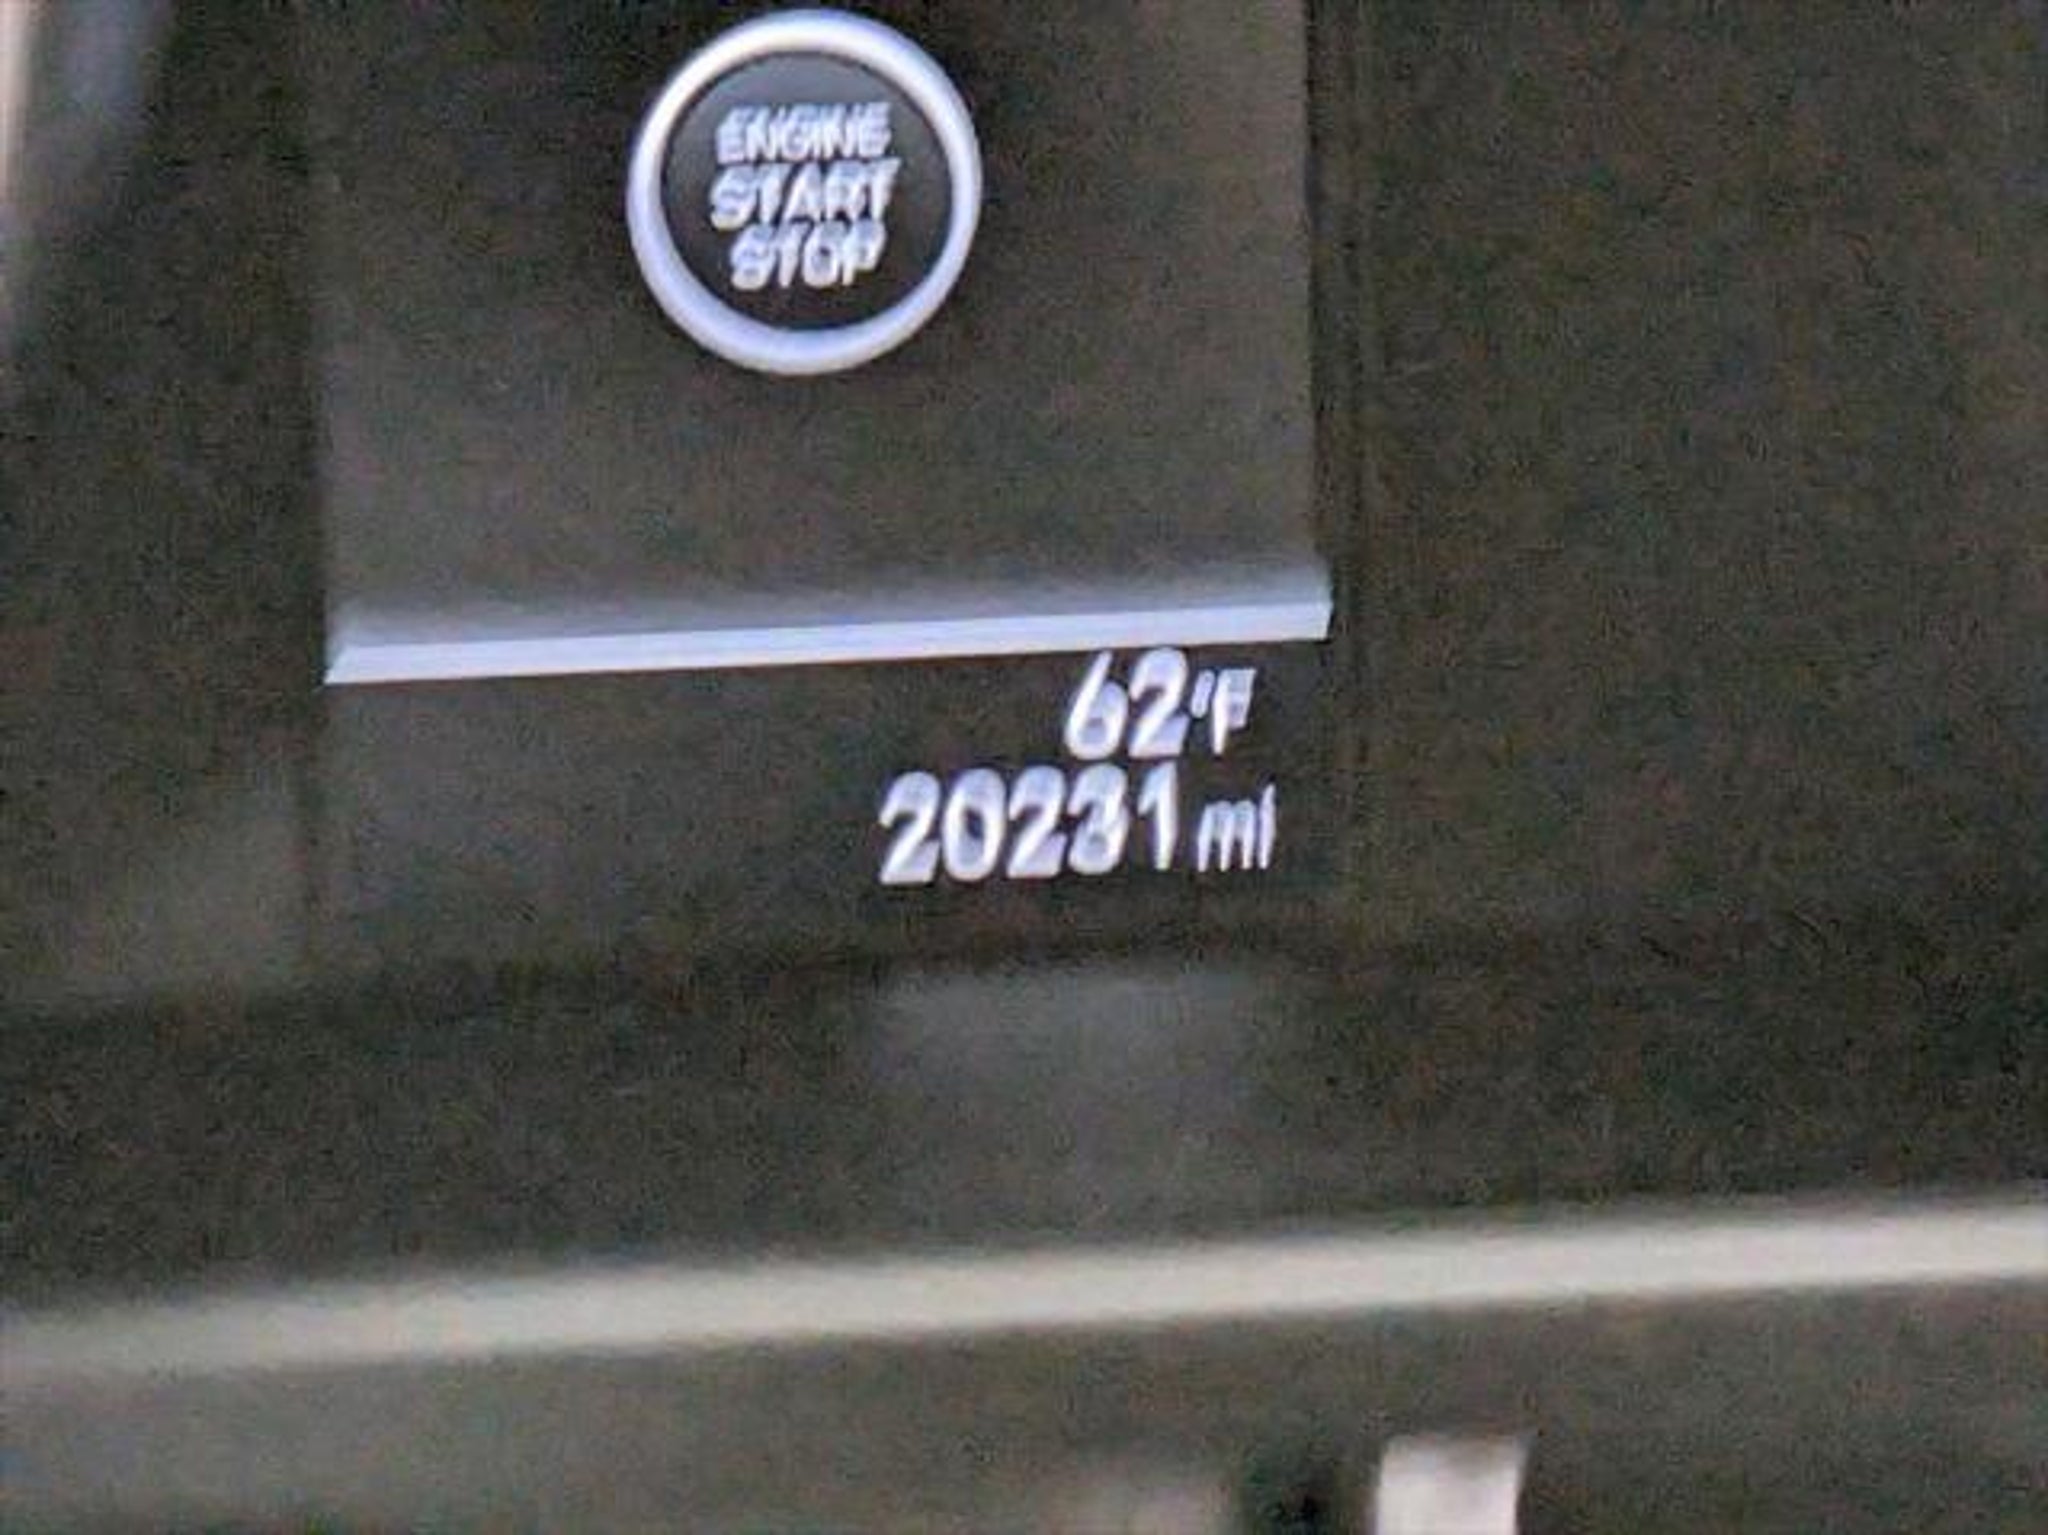 ENGINE
START
STOP
62°F
20231 mi